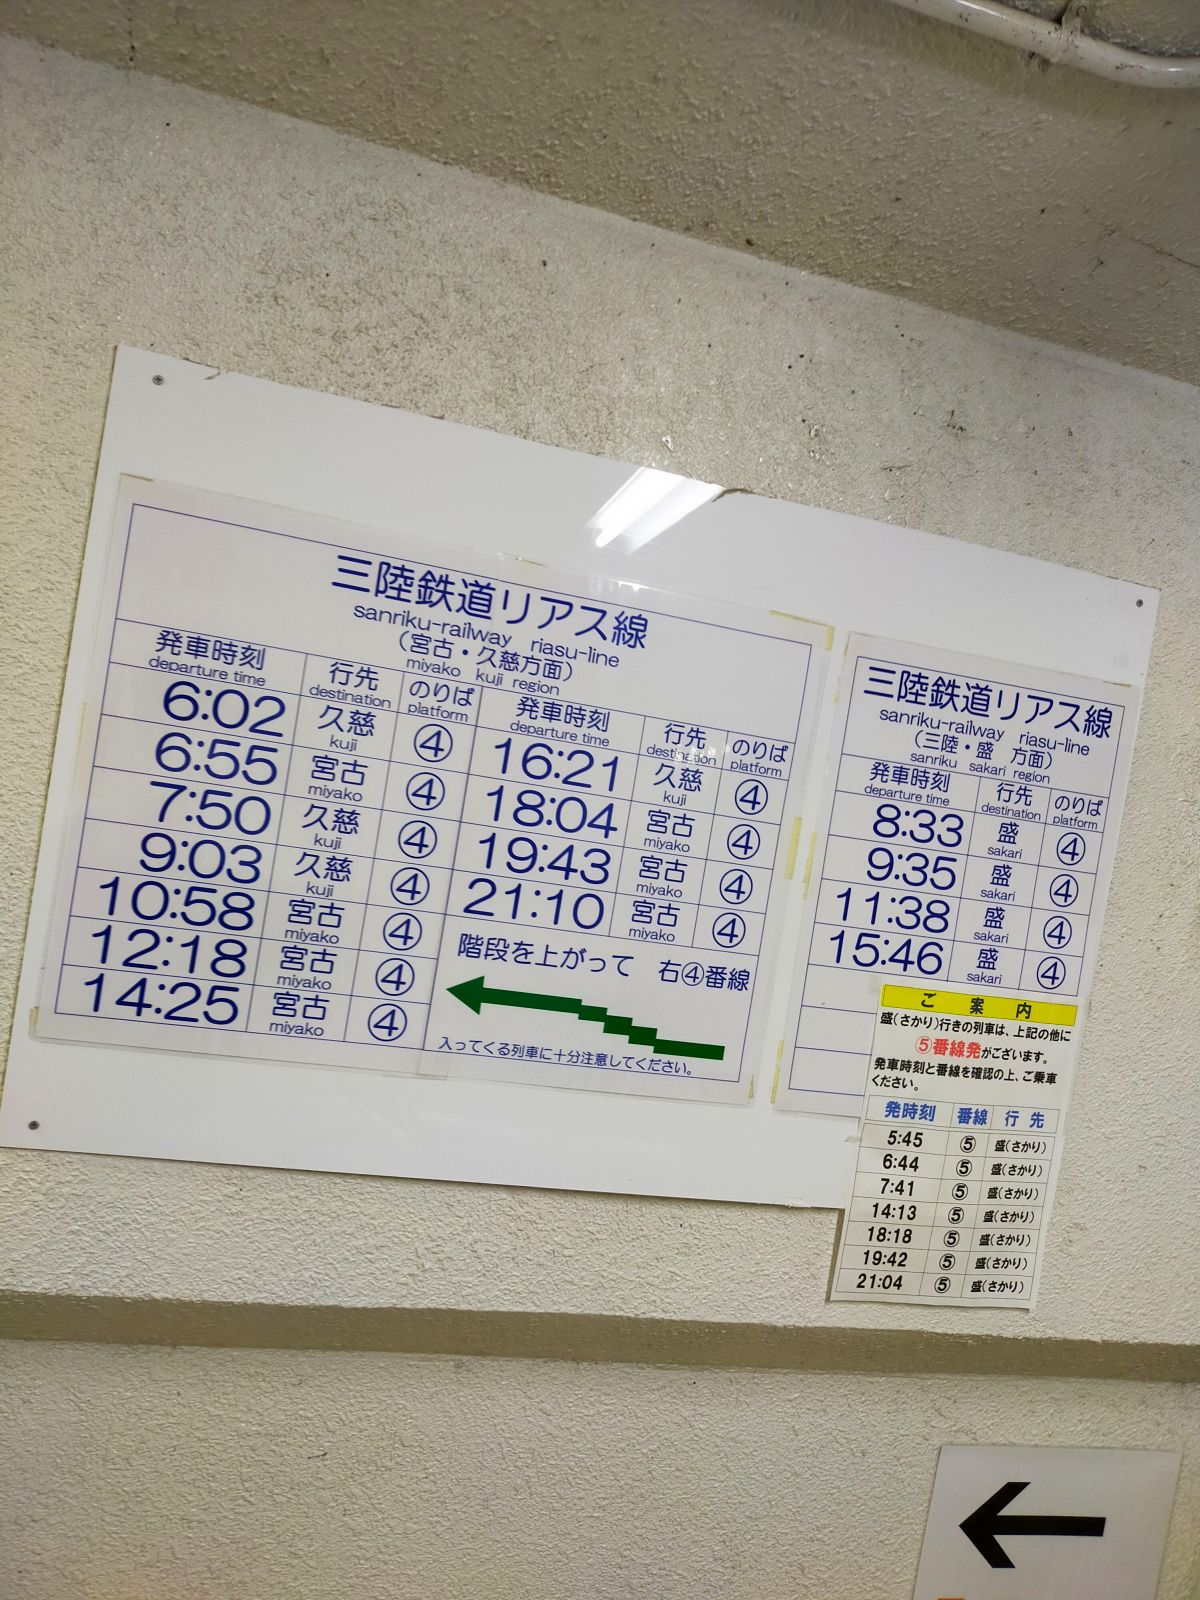 三陸鉄道リアス線
sanriku-railway riasu-line
(宮古・久慈方面)
miyako kuji region
発車時刻 行先 のりば
departure time destination platform
6:02 久慈 ④
kuji
6:55 宮古 ④
miyako
7:50 久慈 ④
kuji
9:03 久慈 ④
kuji
10:58 宮古 ④
miyako
12:18 宮古 ④
miyako
14:25 宮古 ④
miyako
発車時刻 行先 のりば
departure time destination platform
16:21 久慈 ④
kuji
18:04 宮古 ④
miyako
19:43 宮古 ④
miyako
21:10 宮古 ④
miyako
階段を上がって 右④番線
入ってくる列車に十分注意してください。
三陸鉄道リアス線
sanriku-railway riasu-line
(三陸・盛 方面)
sanriku sakari region
発車時刻 行先 のりば
departure time destination platform
8:33 盛 ④
sakari
9:35 盛 ④
sakari
11:38 盛 ④
sakari
15:46 盛 ④
sakari
ご案内
盛(さかり)行きの列車は、上記の他に
⑤番線発がございます。
発車時刻と番線を確認の上、ご乗車
ください。
発時刻 番線 行先
5:45 ⑤ 盛(さかり)
6:44 ⑤ 盛(さかり)
7:41 ⑤ 盛(さかり)
14:13 ⑤ 盛(さかり)
18:18 ⑤ 盛(さかり)
19:42 ⑤ 盛(さかり)
21:04 ⑤ 盛(さかり)